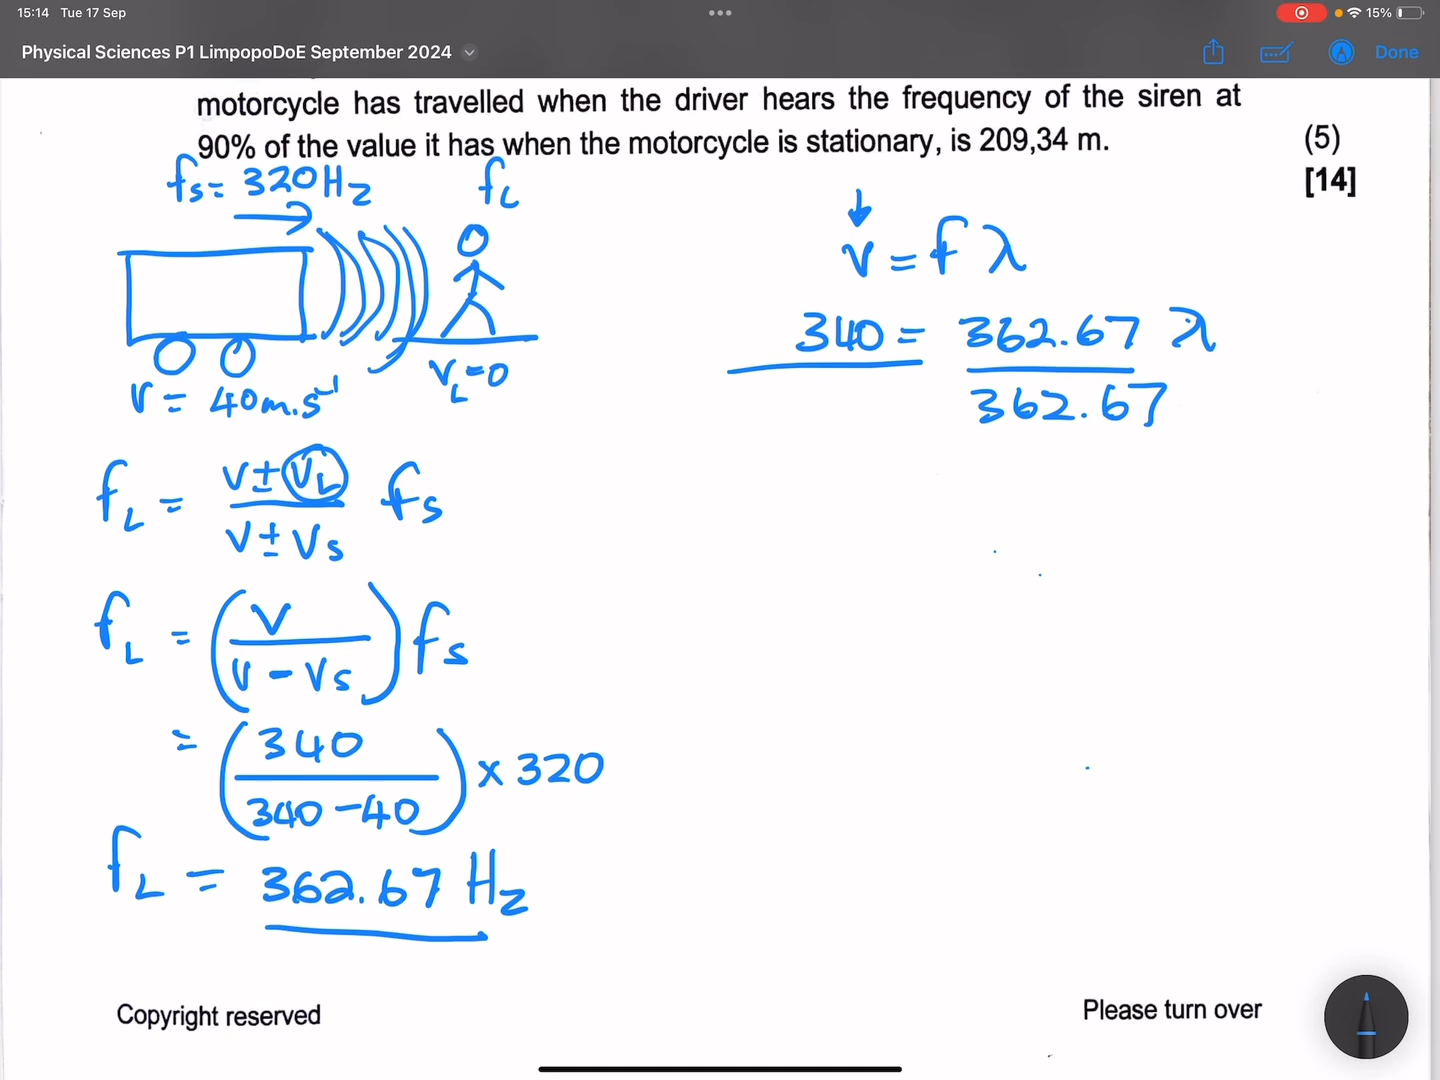 15:14 Tue 17 Sep
15%
Physical Sciences P1 LimpopoDoE September 2024
Done
motorcycle has travelled when the driver hears the frequency of the siren at
90% of the value it has when the motorcycle is stationary, is 209,34 m.
(5)
[14]
fs = 320Hz
fL
v = 40m.s⁻¹
VL=0
fL = (v ± VL)/(v ± Vs) fs
fL = (v/(v - Vs)) fs
= (340/(340 - 40)) x 320
fL = 362.67 Hz
v = f λ
340 = 362.67 λ
362.67
Copyright reserved
Please turn over